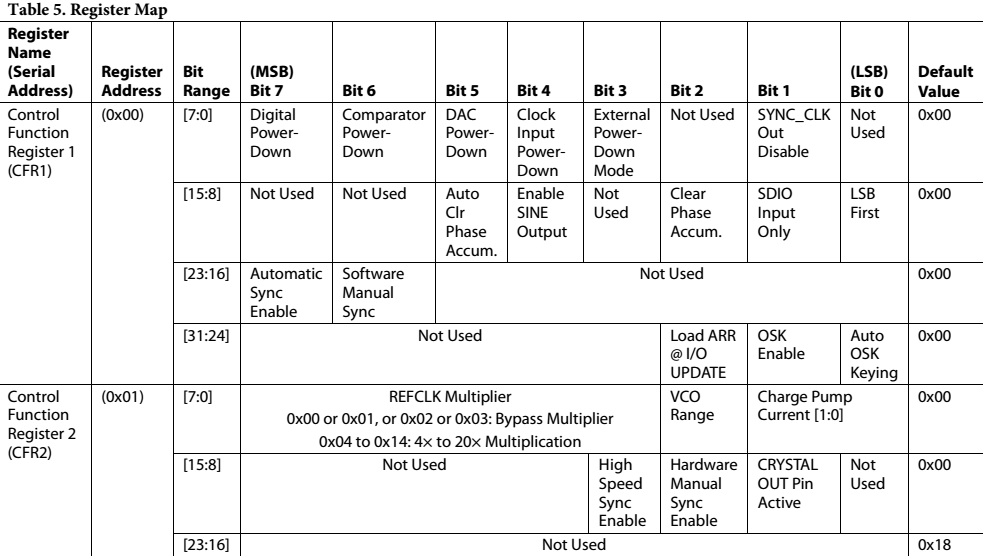 Table 5. Register Map
Register Name (Serial Address) Register Address Bit Range (MSB) Bit 7 Bit 6 Bit 5 Bit 4 Bit 3 Bit 2 Bit 1 (LSB) Bit 0 Default Value
Control Function Register 1 (CFR1) (0x00) [7:0] Digital Power-Down Comparator Power-Down DAC Power-Down Clock Input Power-Down External Power-Down Mode Not Used SYNC_CLK Out Disable Not Used 0x00
[15:8] Not Used Not Used Auto Clr Phase Accum. Enable SINE Output Not Used Clear Phase Accum. SDIO Input Only LSB First 0x00
[23:16] Automatic Sync Enable Software Manual Sync Not Used 0x00
[31:24] Not Used Load ARR @ I/O UPDATE OSK Enable Auto OSK Keying 0x00
Control Function Register 2 (CFR2) (0x01) [7:0] REFCLK Multiplier 0x00 or 0x01, or 0x02 or 0x03: Bypass Multiplier 0x04 to 0x14: 4× to 20× Multiplication VCO Range Charge Pump Current [1:0] 0x00
[15:8] Not Used High Speed Sync Enable Hardware Manual Sync Enable CRYSTAL OUT Pin Active Not Used 0x00
[23:16] Not Used 0x18